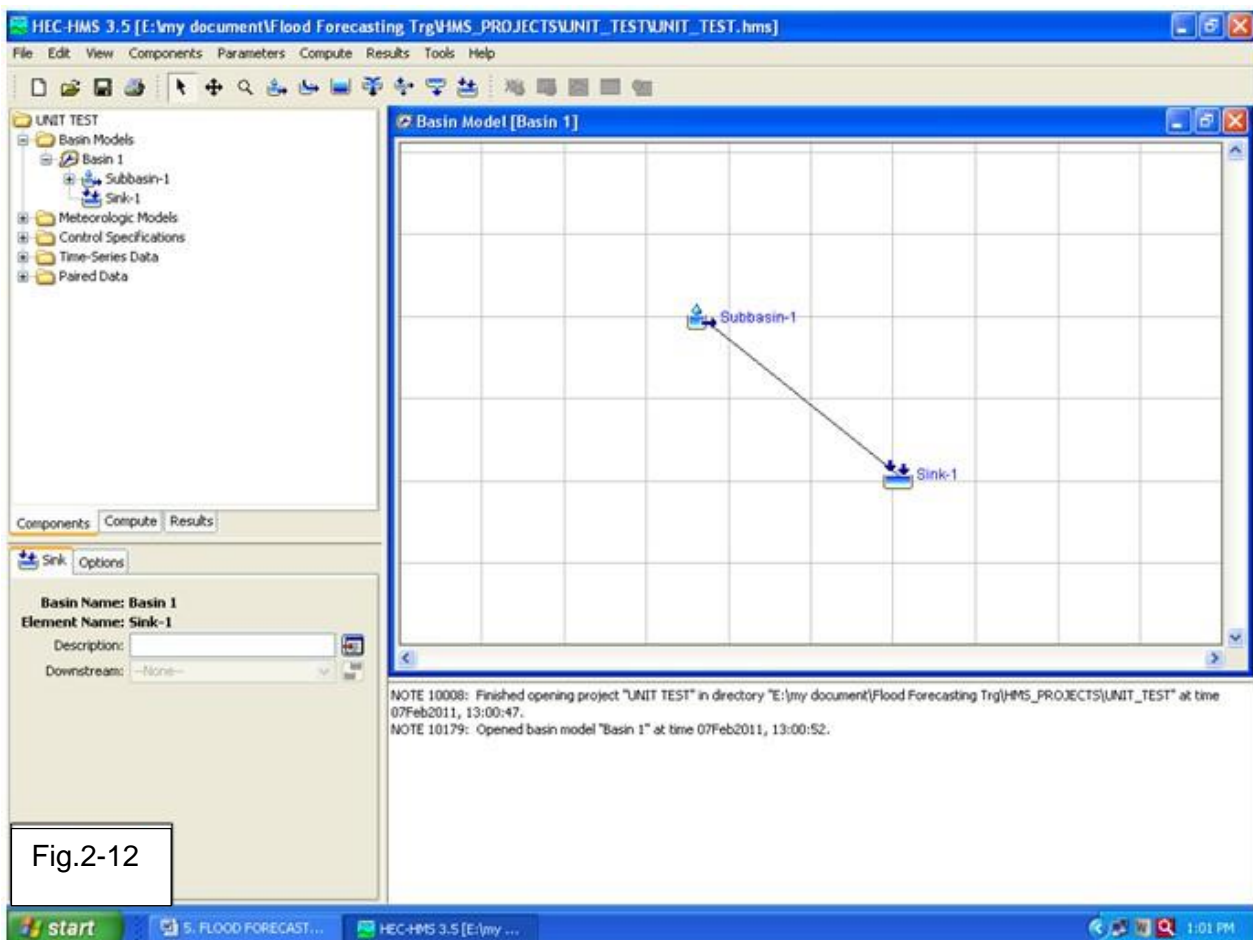 HEC-HMS 3.5 [E:\my document\Flood Forecasting Trg\HMS_PROJECTS\UNIT_TEST\UNIT_TEST.hms]
File Edit View Components Parameters Compute Results Tools Help
UNIT TEST
Basin Models
Basin 1
Subbasin-1
Sink-1
Meteorologic Models
Control Specifications
Time-Series Data
Paired Data
Components Compute Results
Sink Options
Basin Name: Basin 1
Element Name: Sink-1
Description:
Downstream: --None--
Fig.2-12
Basin Model [Basin 1]
Subbasin-1
Sink-1
NOTE 10008: Finished opening project "UNIT TEST" in directory "E:\my document\Flood Forecasting Trg\HMS_PROJECTS\UNIT_TEST" at time
07Feb2011, 13:00:47.
NOTE 10179: Opened basin model "Basin 1" at time 07Feb2011, 13:00:52.
start 5. FLOOD FORECAST... HEC-HMS 3.5 [E:\my ... 1:01 PM